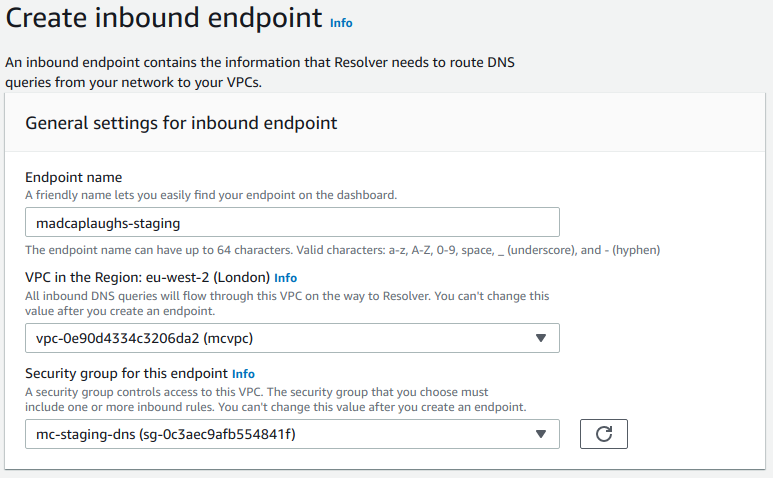 Create inbound endpoint Info
An inbound endpoint contains the information that Resolver needs to route DNS
queries from your network to your VPCs.
General settings for inbound endpoint
Endpoint name
A friendly name lets you easily find your endpoint on the dashboard.
madcaplaughs-staging
The endpoint name can have up to 64 characters. Valid characters: a-z, A-Z, 0-9, space, _ (underscore), and - (hyphen)
VPC in the Region: eu-west-2 (London) Info
All inbound DNS queries will flow through this VPC on the way to Resolver. You can't change this
value after you create an endpoint.
vpc-0e90d4334c3206da2 (mcvpc)
Security group for this endpoint Info
A security group controls access to this VPC. The security group that you choose must
include one or more inbound rules. You can't change this value after you create an endpoint.
mc-staging-dns (sg-0c3aec9afb554841f)